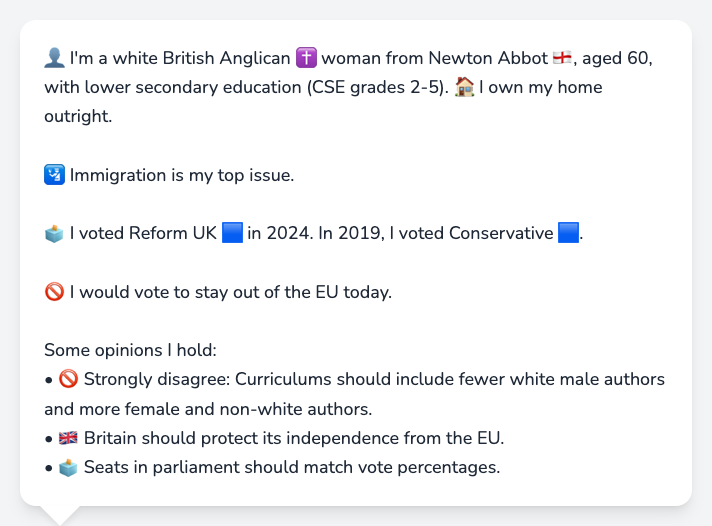 👤 I'm a white British Anglican ✝️ woman from Newton Abbot 🏴󠁧󠁢󠁥󠁮󠁧󠁿, aged 60,
with lower secondary education (CSE grades 2-5). 🏠 I own my home
outright.
🛂 Immigration is my top issue.
🗳️ I voted Reform UK 🟦 in 2024. In 2019, I voted Conservative 🟦.
🚫 I would vote to stay out of the EU today.
Some opinions I hold:
• 🚫 Strongly disagree: Curriculums should include fewer white male authors
and more female and non-white authors.
• 🇬🇧 Britain should protect its independence from the EU.
• 🗳️ Seats in parliament should match vote percentages.